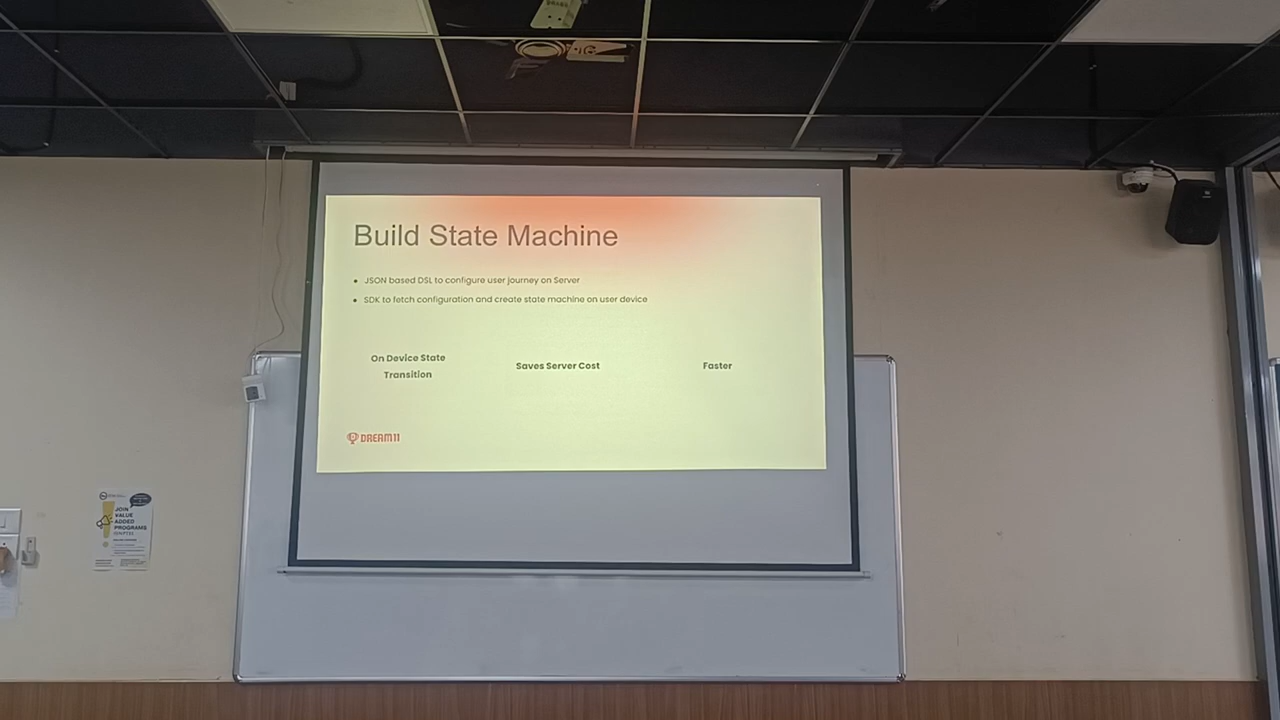 Build State Machine
JSON based DSL to configure user journey on Server
SDK to fetch configuration and create state machine on user device
On Device State
Transition
Saves Server Cost
Faster
DREAM11
JOIN
VALUE
ADDED
PROGRAMS